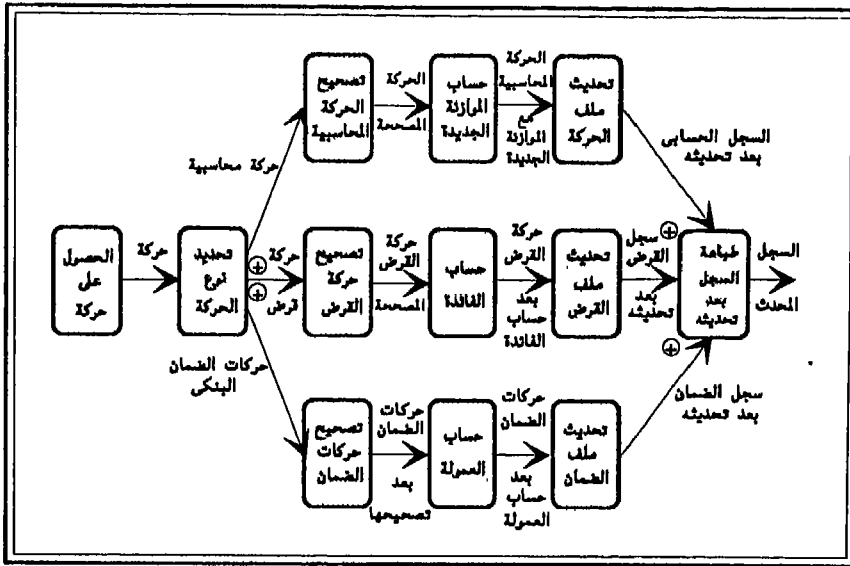 الحصول
على
حركة
حركة
تحديد
نوع
الحركة
حركة محاسبية
تصحيح
الحركة
المحاسبية
الحركة
المصححة
حساب
الموازنة
الجديدة
الحركة
المحاسبية
مع
الموازنة
الجديدة
تحديث
ملف
الحركة
السجل الحسابى
بعد تحديثه
حركة
قرض
تصحيح
حركة
القرض
حركة
القرض
المصححة
حساب
الفائدة
حركة
القرض
بعد
حساب
الفائدة
تحديث
ملف
القرض
سجل
القرض
بعد
تحديثه
حركات الضمان
البنكى
تصحيح
حركات
الضمان
حركات
الضمان
بعد
تصحيحها
حساب
العمولة
حركات
الضمان
بعد
حساب
العمولة
تحديث
ملف
الضمان
سجل الضمان
بعد تحديثه
طباعة
السجل
بعد
تحديثه
السجل
المحدث